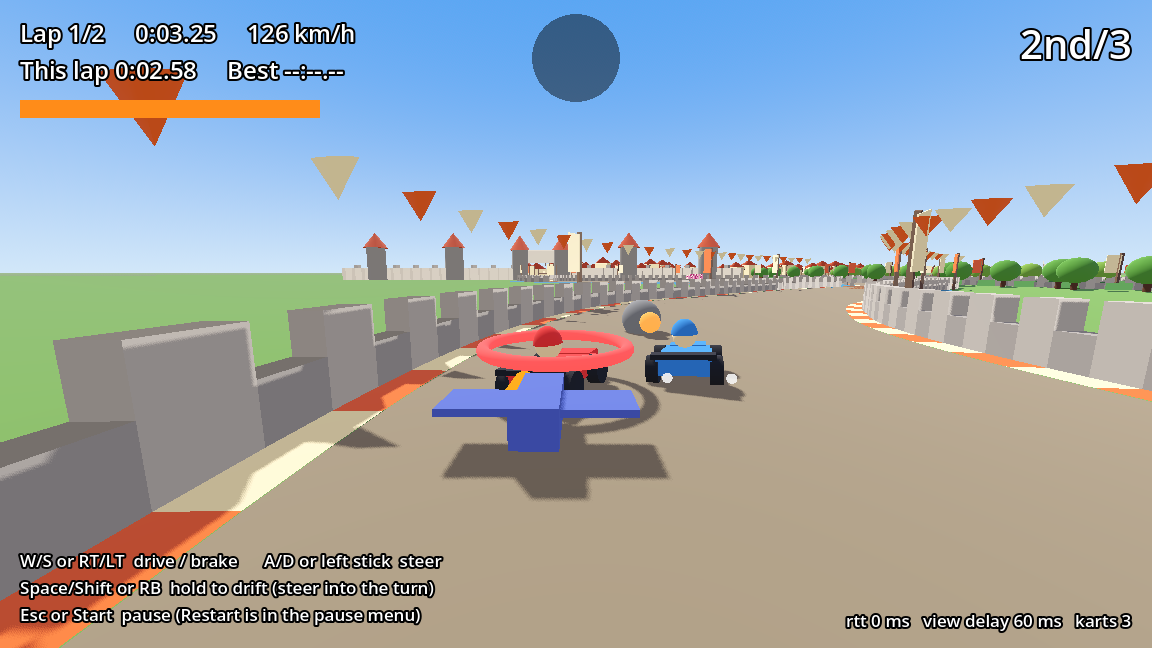 Lap 1/2 0:03.25 126 km/h
This lap 0:02.58 Best --:--.--
2nd/3
W/S or RT/LT drive / brake A/D or left stick steer
Space/Shift or RB hold to drift (steer into the turn)
Esc or Start pause (Restart is in the pause menu)
rtt 0 ms view delay 60 ms karts 3